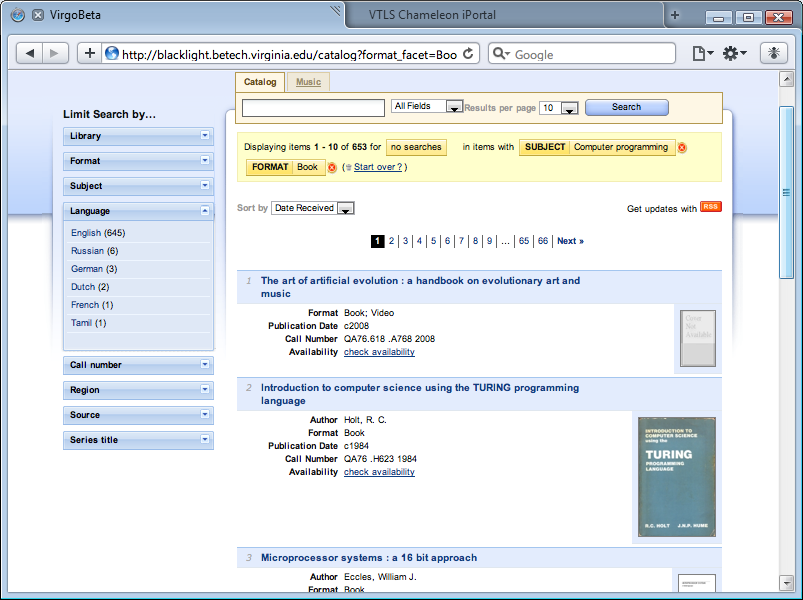 VirgoBeta
VTLS Chameleon iPortal
http://blacklight.betech.virginia.edu/catalog?format_facet=Boo
Google
Catalog
Music
All Fields
Results per page
10
Search
Limit Search by...
Library
Format
Subject
Language
English (645)
Russian (6)
German (3)
Dutch (2)
French (1)
Tamil (1)
Call number
Region
Source
Series title
Displaying items 1 - 10 of 653 for no searches in items with SUBJECT Computer programming
FORMAT Book ( Start over ? )
Sort by Date Received
Get updates with RSS
1 2 3 4 5 6 7 8 9 ... 65 66 Next »
1 The art of artificial evolution : a handbook on evolutionary art and
music
Format Book; Video
Publication Date c2008
Call Number QA76.618 .A768 2008
Availability check availability
Cover
Not
Available
2 Introduction to computer science using the TURING programming
language
Author Holt, R. C.
Format Book
Publication Date c1984
Call Number QA76 .H623 1984
Availability check availability
INTRODUCTION TO
COMPUTER SCIENCE
using the
TURING
PROGRAMMING
LANGUAGE
R.C. HOLT J.N.P. HUME
3 Microprocessor systems : a 16 bit approach
Author Eccles, William J.
Format Book